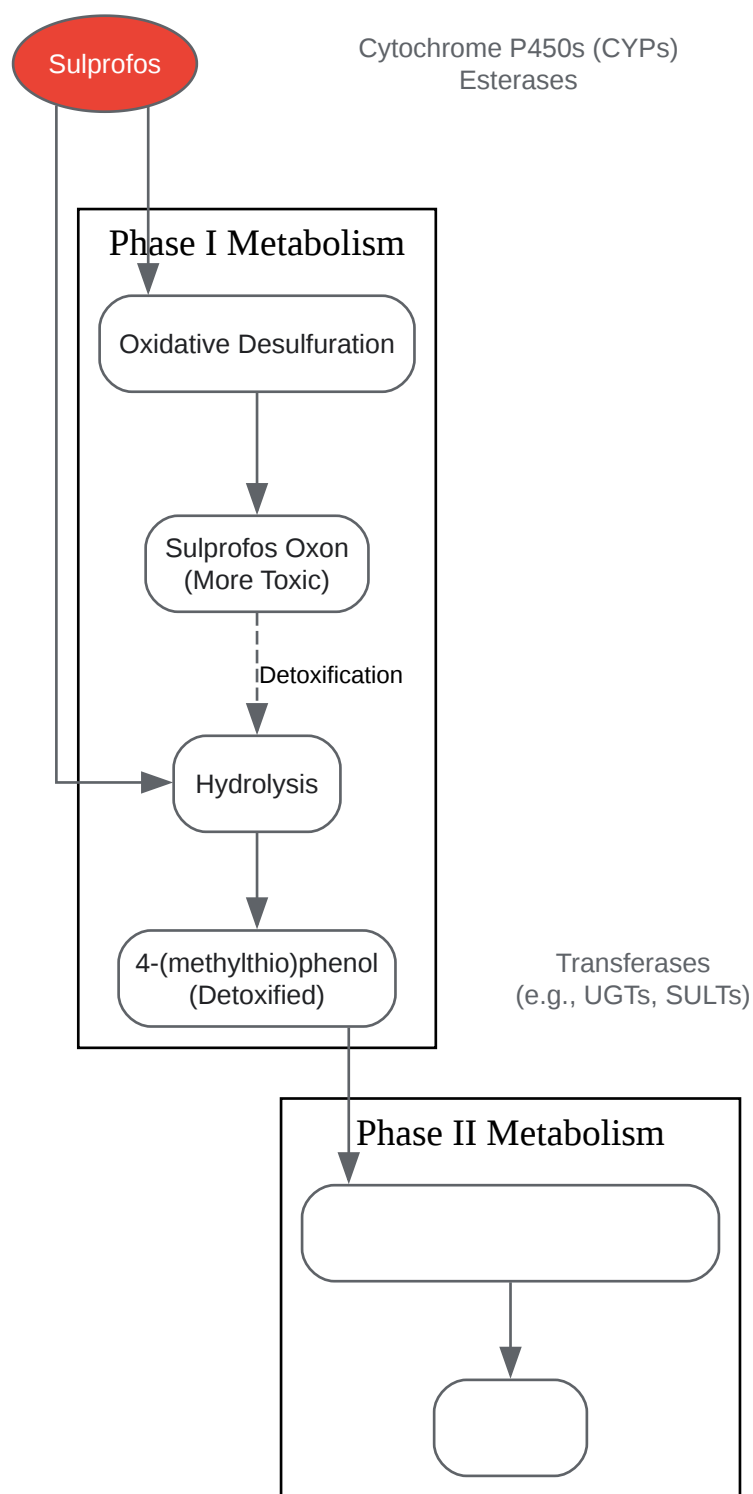 Sulprofos
Cytochrome P450s (CYPs)
Esterases
Phase I Metabolism
Oxidative Desulfuration
Sulprofos Oxon
(More Toxic)
Detoxification
Hydrolysis
4-(methylthio)phenol
(Detoxified)
Transferases
(e.g., UGTs, SULTs)
Phase II Metabolism